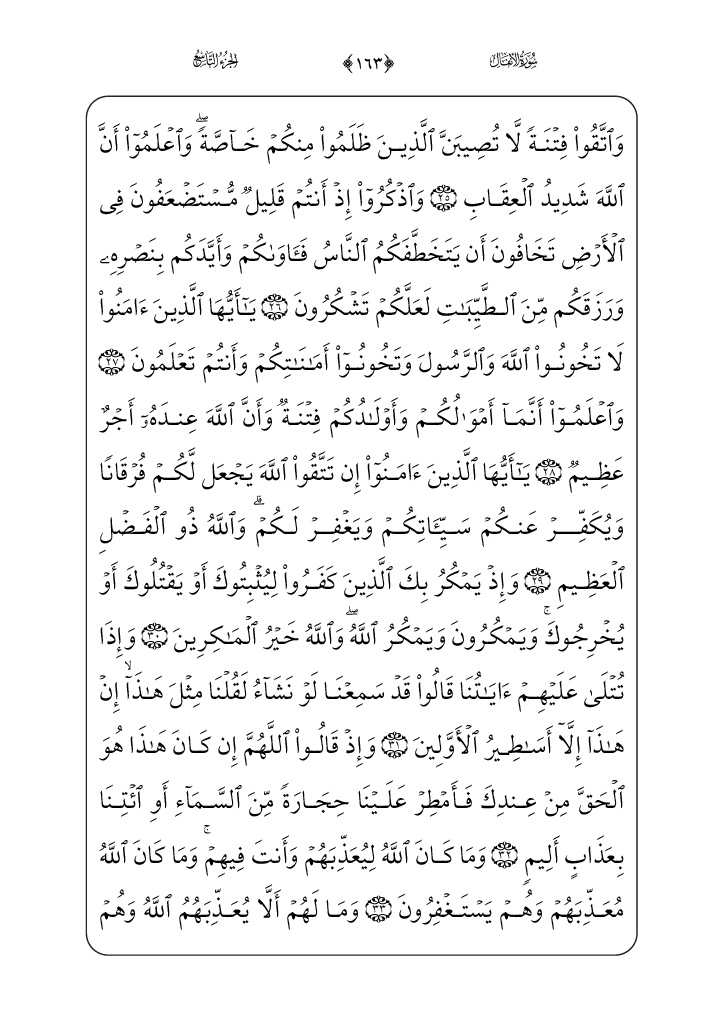 سُورَةُ الأَنفَالِ ﴿١٦٣﴾ الجُزْءُ التَّاسِعُ
وَٱتَّقُواْ فِتۡنَةٗ لَّا تُصِيبَنَّ ٱلَّذِينَ ظَلَمُواْ مِنكُمۡ خَآصَّةٗۖ وَٱعۡلَمُوٓاْ أَنَّ
ٱللَّهَ شَدِيدُ ٱلۡعِقَابِ ٢٥ وَٱذۡكُرُوٓاْ إِذۡ أَنتُمۡ قَلِيلٞ مُّسۡتَضۡعَفُونَ فِي
ٱلۡأَرۡضِ تَخَافُونَ أَن يَتَخَطَّفَكُمُ ٱلنَّاسُ فَـَٔاوَىٰكُمۡ وَأَيَّدَكُم بِنَصۡرِهِۦ
وَرَزَقَكُم مِّنَ ٱلطَّيِّبَٰتِ لَعَلَّكُمۡ تَشۡكُرُونَ ٢٦ يَٰٓأَيُّهَا ٱلَّذِينَ ءَامَنُواْ
لَا تَخُونُواْ ٱللَّهَ وَٱلرَّسُولَ وَتَخُونُوٓاْ أَمَٰنَٰتِكُمۡ وَأَنتُمۡ تَعۡلَمُونَ ٢٧
وَٱعۡلَمُوٓاْ أَنَّمَآ أَمۡوَٰلُكُمۡ وَأَوۡلَٰدُكُمۡ فِتۡنَةٞ وَأَنَّ ٱللَّهَ عِندَهُۥٓ أَجۡرٌ
عَظِيمٞ ٢٨ يَٰٓأَيُّهَا ٱلَّذِينَ ءَامَنُوٓاْ إِن تَتَّقُواْ ٱللَّهَ يَجۡعَل لَّكُمۡ فُرۡقَانٗا
وَيُكَفِّرۡ عَنكُمۡ سَيِّـَٔاتِكُمۡ وَيَغۡفِرۡ لَكُمۡۗ وَٱللَّهُ ذُو ٱلۡفَضۡلِ
ٱلۡعَظِيمِ ٢٩ وَإِذۡ يَمۡكُرُ بِكَ ٱلَّذِينَ كَفَرُواْ لِيُثۡبِتُوكَ أَوۡ يَقۡتُلُوكَ أَوۡ
يُخۡرِجُوكَۚ وَيَمۡكُرُونَ وَيَمۡكُرُ ٱللَّهُۖ وَٱللَّهُ خَيۡرُ ٱلۡمَٰكِرِينَ ٣٠ وَإِذَا
تُتۡلَىٰ عَلَيۡهِمۡ ءَايَٰتُنَا قَالُواْ قَدۡ سَمِعۡنَا لَوۡ نَشَآءُ لَقُلۡنَا مِثۡلَ هَٰذَآۙ إِنۡ
هَٰذَآ إِلَّآ أَسَٰطِيرُ ٱلۡأَوَّلِينَ ٣١ وَإِذۡ قَالُواْ ٱللَّهُمَّ إِن كَانَ هَٰذَا هُوَ
ٱلۡحَقَّ مِنۡ عِندِكَ فَأَمۡطِرۡ عَلَيۡنَا حِجَارَةٗ مِّنَ ٱلسَّمَآءِ أَوِ ٱئۡتِنَا
بِعَذَابٍ أَلِيمٖ ٣٢ وَمَا كَانَ ٱللَّهُ لِيُعَذِّبَهُمۡ وَأَنتَ فِيهِمۡۚ وَمَا كَانَ ٱللَّهُ
مُعَذِّبَهُمۡ وَهُمۡ يَسۡتَغۡفِرُونَ ٣٣ وَمَا لَهُمۡ أَلَّا يُعَذِّبَهُمُ ٱللَّهُ وَهُمۡ